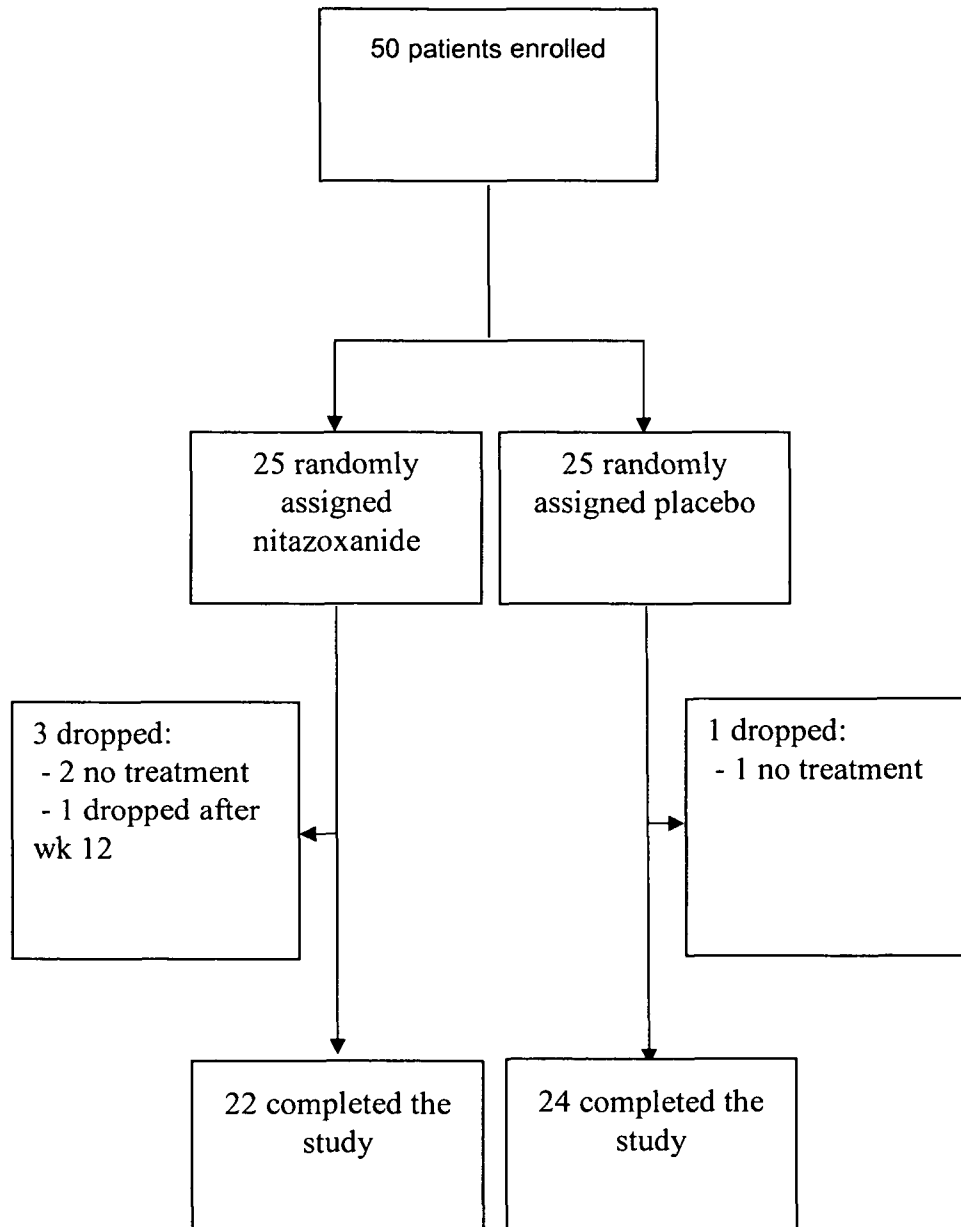 50 patients enrolled
25 randomly
assigned
nitazoxanide
25 randomly
assigned placebo
3 dropped:
- 2 no treatment
- 1 dropped after
wk 12
1 dropped:
- 1 no treatment
22 completed the
study
24 completed the
study